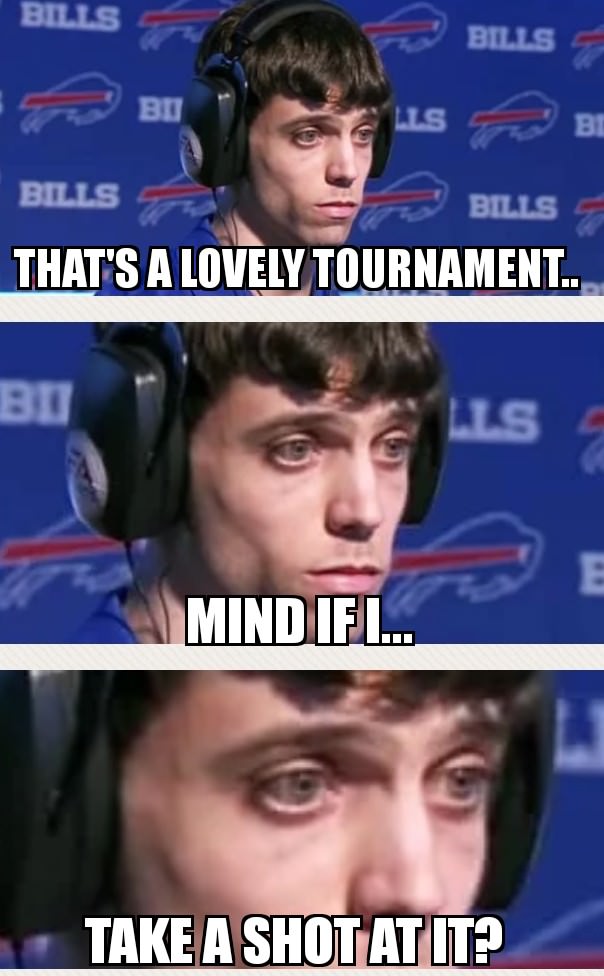 BILLS
BILLS
BILLS
BILLS
THAT'S A LOVELY TOURNAMENT..
MIND IF I...
TAKE A SHOT AT IT?